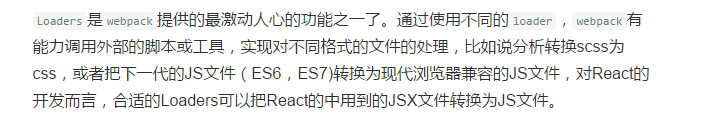 Loaders 是 webpack 提供的最激动人心的功能之一了。通过使用不同的 loader ，webpack 有
能力调用外部的脚本或工具，实现对不同格式的文件的处理，比如说分析转换scss为
css，或者把下一代的JS文件（ES6，ES7)转换为现代浏览器兼容的JS文件，对React的
开发而言，合适的Loaders可以把React的中用到的JSX文件转换为JS文件。